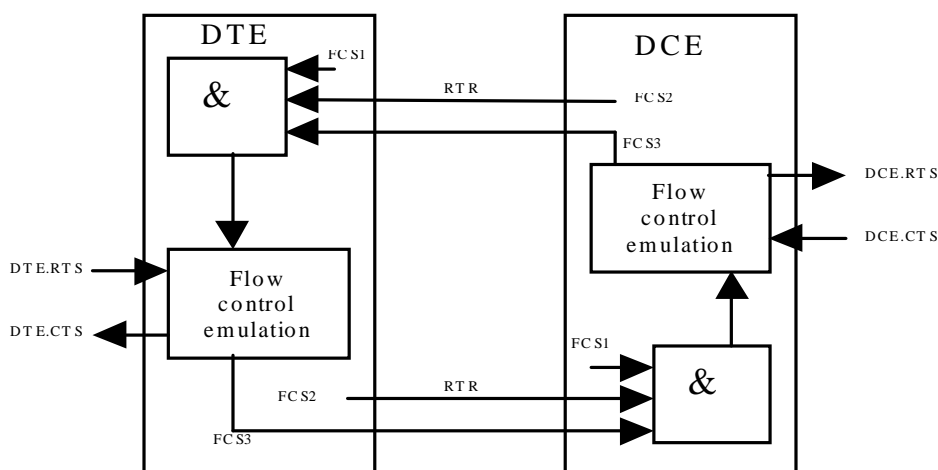 DTE
DCE
FCS1
&
RTR
FCS2
FCS3
DCE.RTS
Flow
control
emulation
DCE.CTS
DTE.RTS
Flow
control
emulation
DTE.CTS
FCS1
&
FCS2
RTR
FCS3